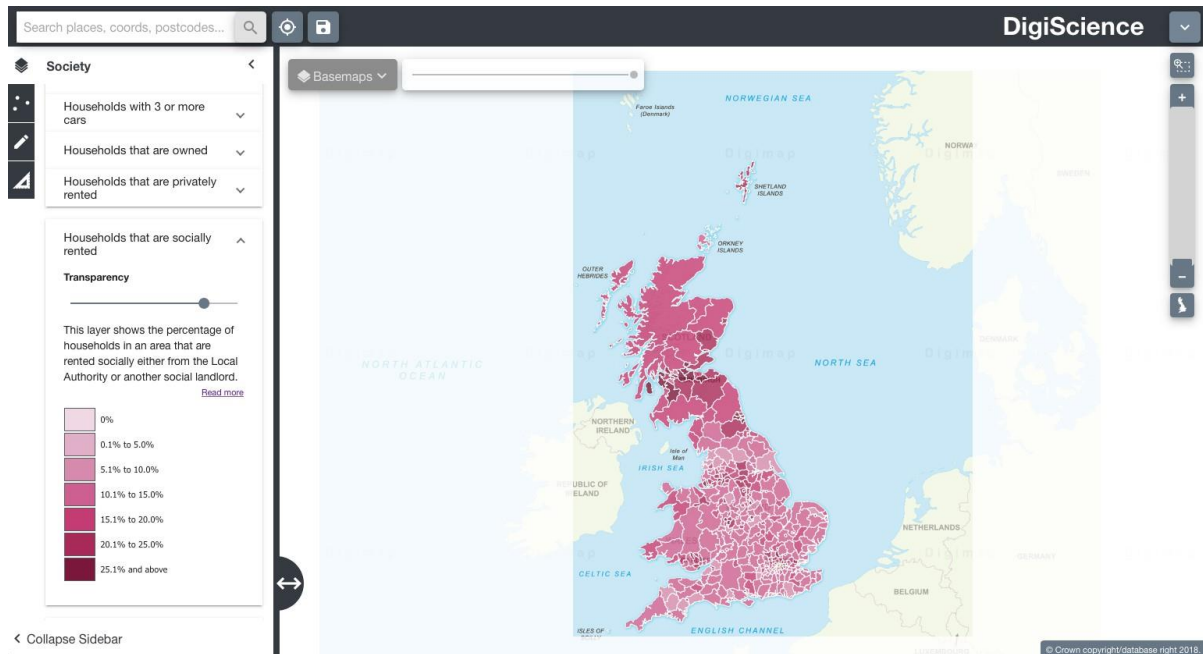 Search places, coords, postcodes...
DigiScience
Society
Basemaps
Households with 3 or more
cars
Households that are owned
Households that are privately
rented
Households that are socially
rented
Transparency
This layer shows the percentage of
households in an area that are
rented socially either from the Local
Authority or another social landlord.
Read more
0%
0.1% to 5.0%
5.1% to 10.0%
10.1% to 15.0%
15.1% to 20.0%
20.1% to 25.0%
25.1% and above
Collapse Sidebar
NORWEGIAN SEA
Faroe Islands
(Denmark)
Digimap
SHETLAND
ISLANDS
ORKNEY
ISLANDS
OUTER
HEBRIDES
NORTH ATLANTIC
OCEAN
Digimap
NORTH SEA
NORTHERN
IRELAND
Isle of
Man
IRISH SEA
REPUBLIC OF
IRELAND
NETHERLANDS
GERMANY
CELTIC SEA
BELGIUM
ISLES OF
ENGLISH CHANNEL
© Crown copyright/database right 2018.